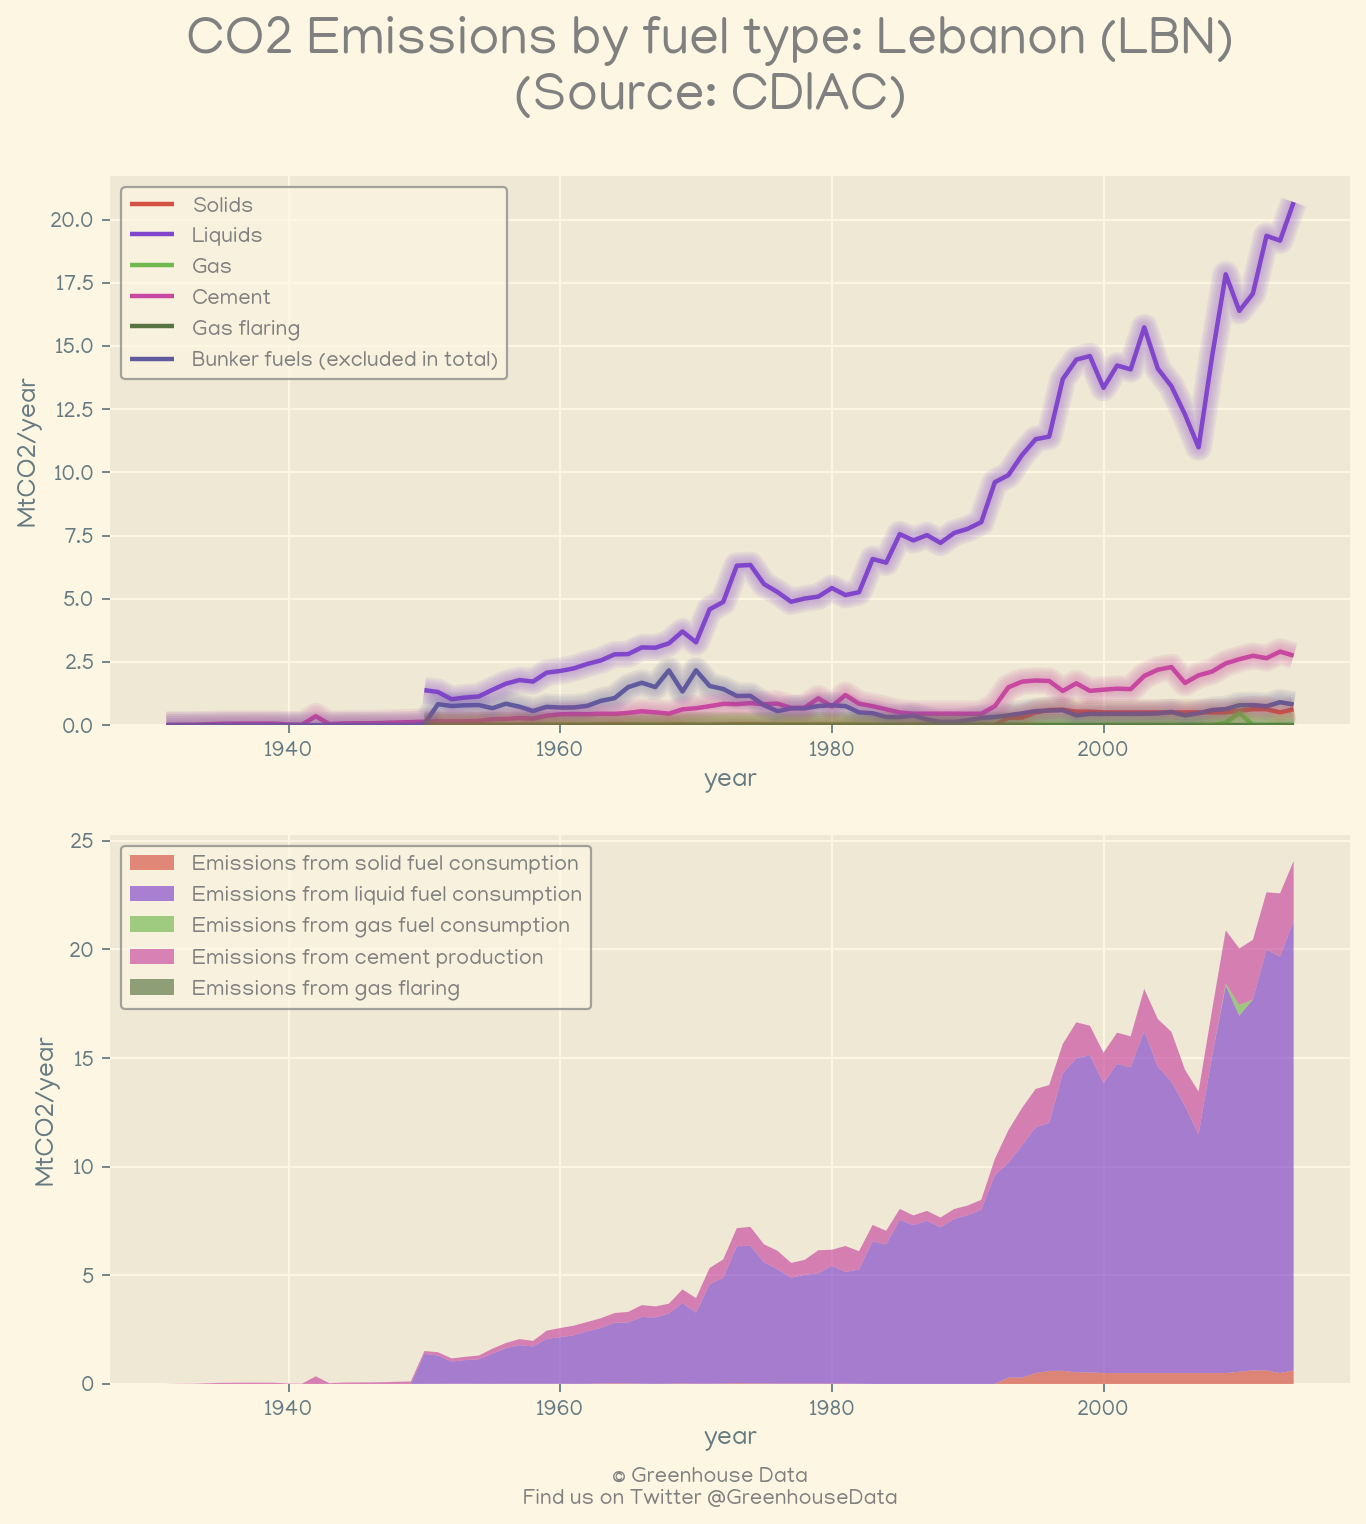 CO2 Emissions by fuel type: Lebanon (LBN)
(Source: CDIAC)
Solids
Liquids
Gas
Cement
Gas flaring
Bunker fuels (excluded in total)
20.0
17.5
15.0
12.5
10.0
7.5
5.0
2.5
0.0
MtCO2/year
1940 1960 1980 2000
year
Emissions from solid fuel consumption
Emissions from liquid fuel consumption
Emissions from gas fuel consumption
Emissions from cement production
Emissions from gas flaring
25
20
15
10
5
0
MtCO2/year
1940 1960 1980 2000
year
© Greenhouse Data
Find us on Twitter @GreenhouseData